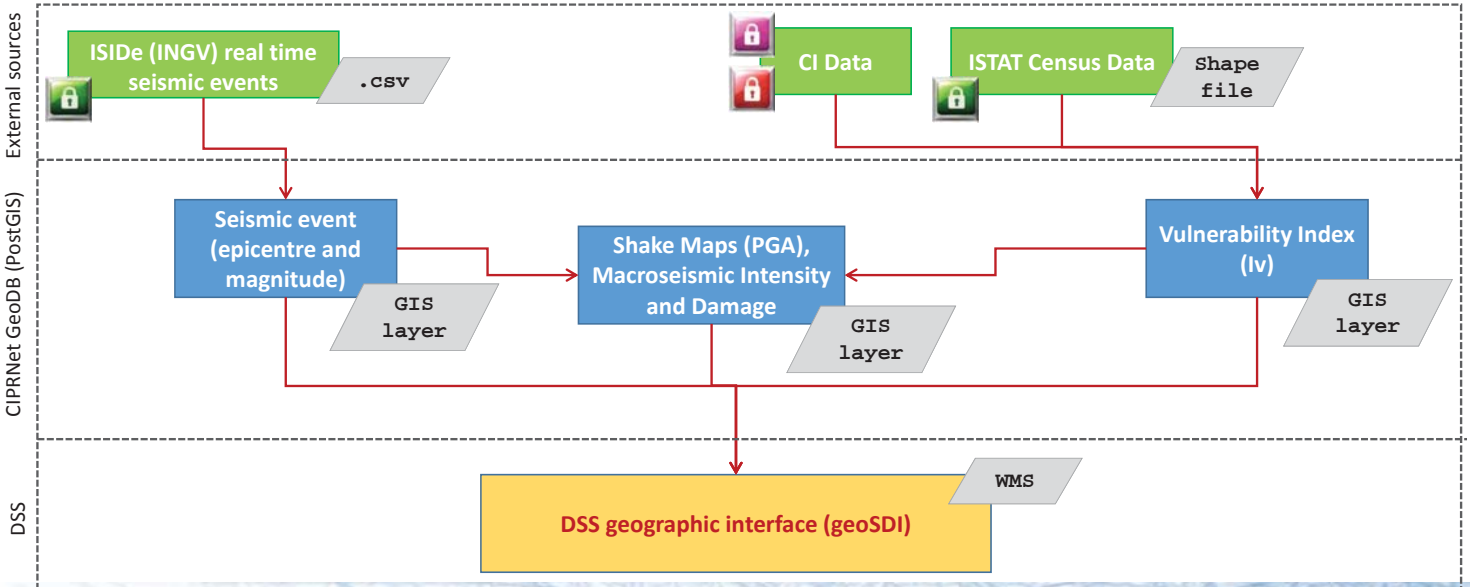 External sources
ISIDe (INGV) real time
seismic events
.csv
CI Data
ISTAT Census Data
Shape
file
CIPRNet GeoDB (PostGIS)
Seismic event
(epicentre and
magnitude)
GIS
layer
Shake Maps (PGA),
Macroseismic Intensity
and Damage
GIS
layer
Vulnerability Index
(Iv)
GIS
layer
DSS
WMS
DSS geographic interface (geoSDI)